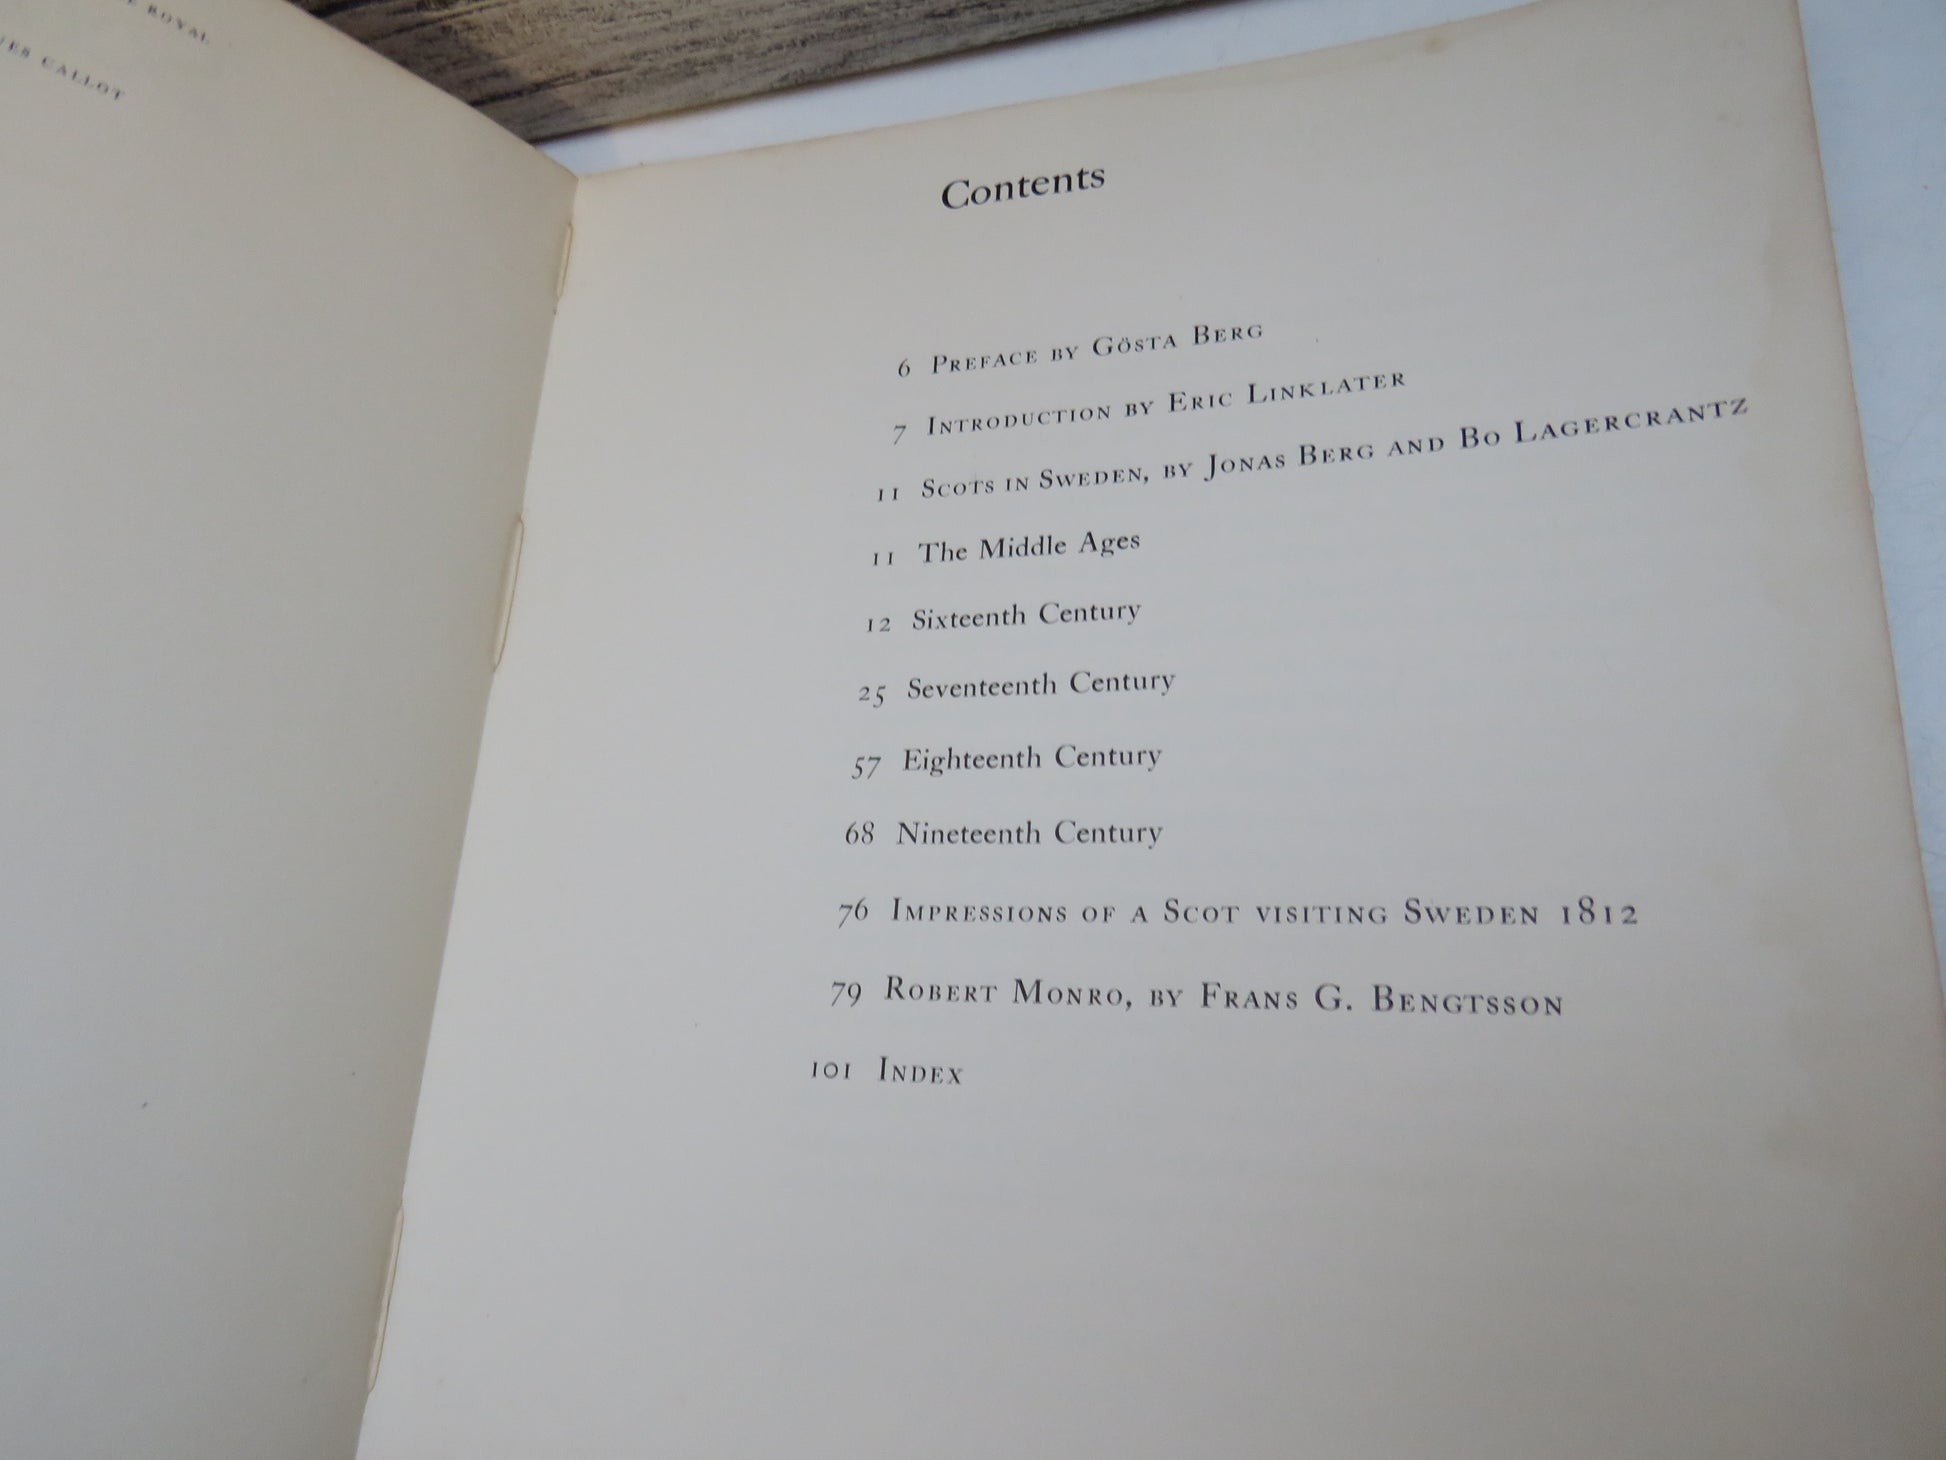 ROYAL
CALLOT
Contents
6 PREFACE BY GÖSTA BERG
7 INTRODUCTION BY ERIC LINKLATER
11 SCOTS IN SWEDEN, BY JONAS BERG AND BO LAGERCRANTZ
11 The Middle Ages
12 Sixteenth Century
25 Seventeenth Century
57 Eighteenth Century
68 Nineteenth Century
76 IMPRESSIONS OF A SCOT VISITING SWEDEN 1812
79 ROBERT MONRO, BY FRANS G. BENGTSSON
101 INDEX